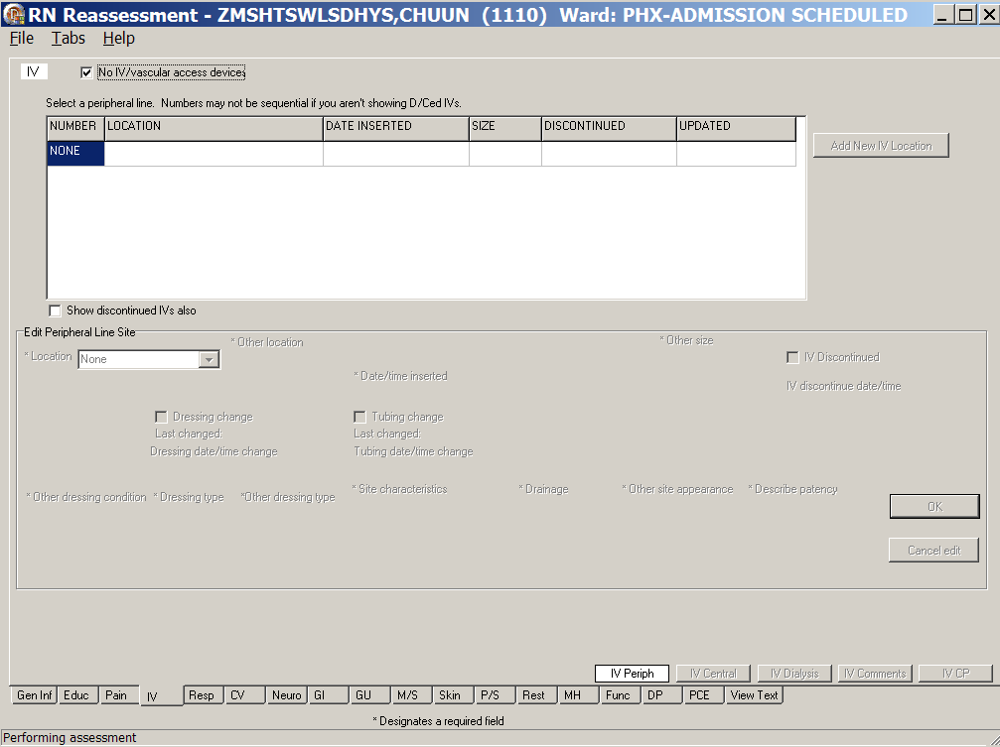 RN Reassessment - ZMSHTSWLSDHYS,CHUUN (1110) Ward: PHX-ADMISSION SCHEDULED
File Tabs Help
IV No IV/vascular access devices
Select a peripheral line. Numbers may not be sequential if you aren't showing D/Ced IVs.
NUMBER LOCATION DATE INSERTED SIZE DISCONTINUED UPDATED
NONE
Add New IV Location
Show discontinued IVs also
Edit Peripheral Line Site
* Location None * Other location * Other size
IV Discontinued
* Date/time inserted
IV discontinue date/time
Dressing change Tubing change
Last changed: Last changed:
Dressing date/time change Tubing date/time change
* Other dressing condition * Dressing type *Other dressing type * Site characteristics * Drainage * Other site appearance * Describe patency
OK
Cancel edit
IV Periph IV Central IV Dialysis IV Comments IV CP
Gen Inf Educ Pain IV Resp CV Neuro GI GU M/S Skin P/S Rest MH Func DP PCE View Text
* Designates a required field
Performing assessment